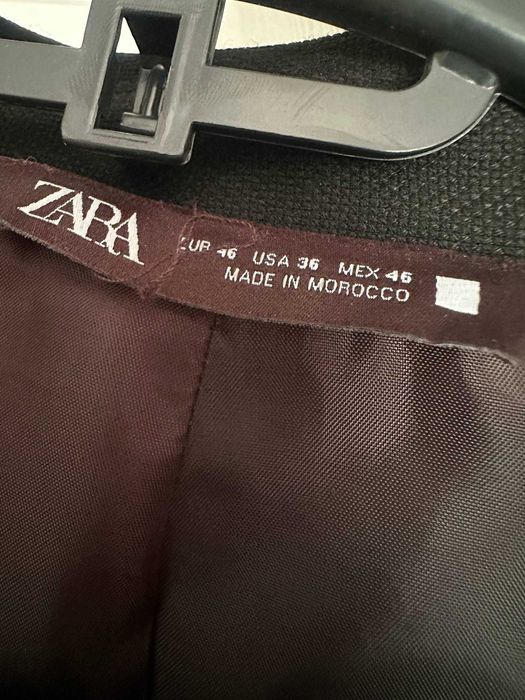 ZARA
EUR 46 USA 36 MEX 46
MADE IN MOROCCO